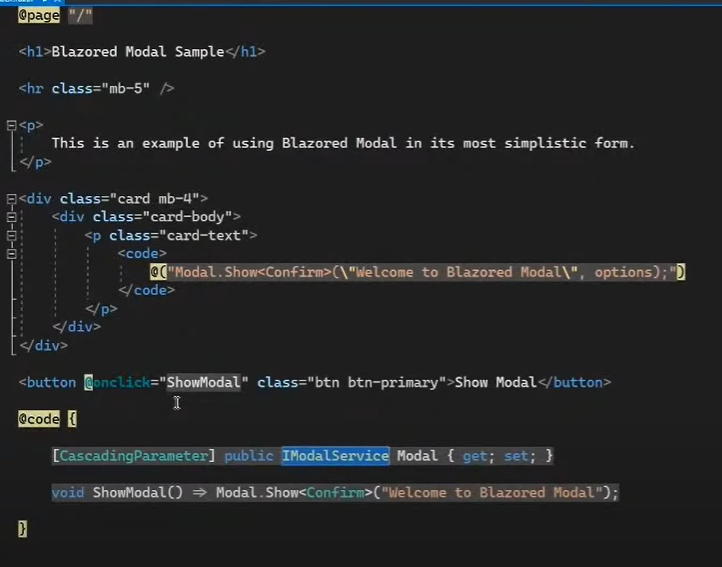 @page "/"
<h1>Blazored Modal Sample</h1>
<hr class="mb-5" />
<p>
    This is an example of using Blazored Modal in its most simplistic form.
</p>
<div class="card mb-4">
    <div class="card-body">
        <p class="card-text">
            <code>
                @("Modal.Show<Confirm>(\"Welcome to Blazored Modal\", options);")
            </code>
        </p>
    </div>
</div>
<button @onclick="ShowModal" class="btn btn-primary">Show Modal</button>
@code {
    [CascadingParameter] public IModalService Modal { get; set; }
    void ShowModal() => Modal.Show<Confirm>("Welcome to Blazored Modal");
}